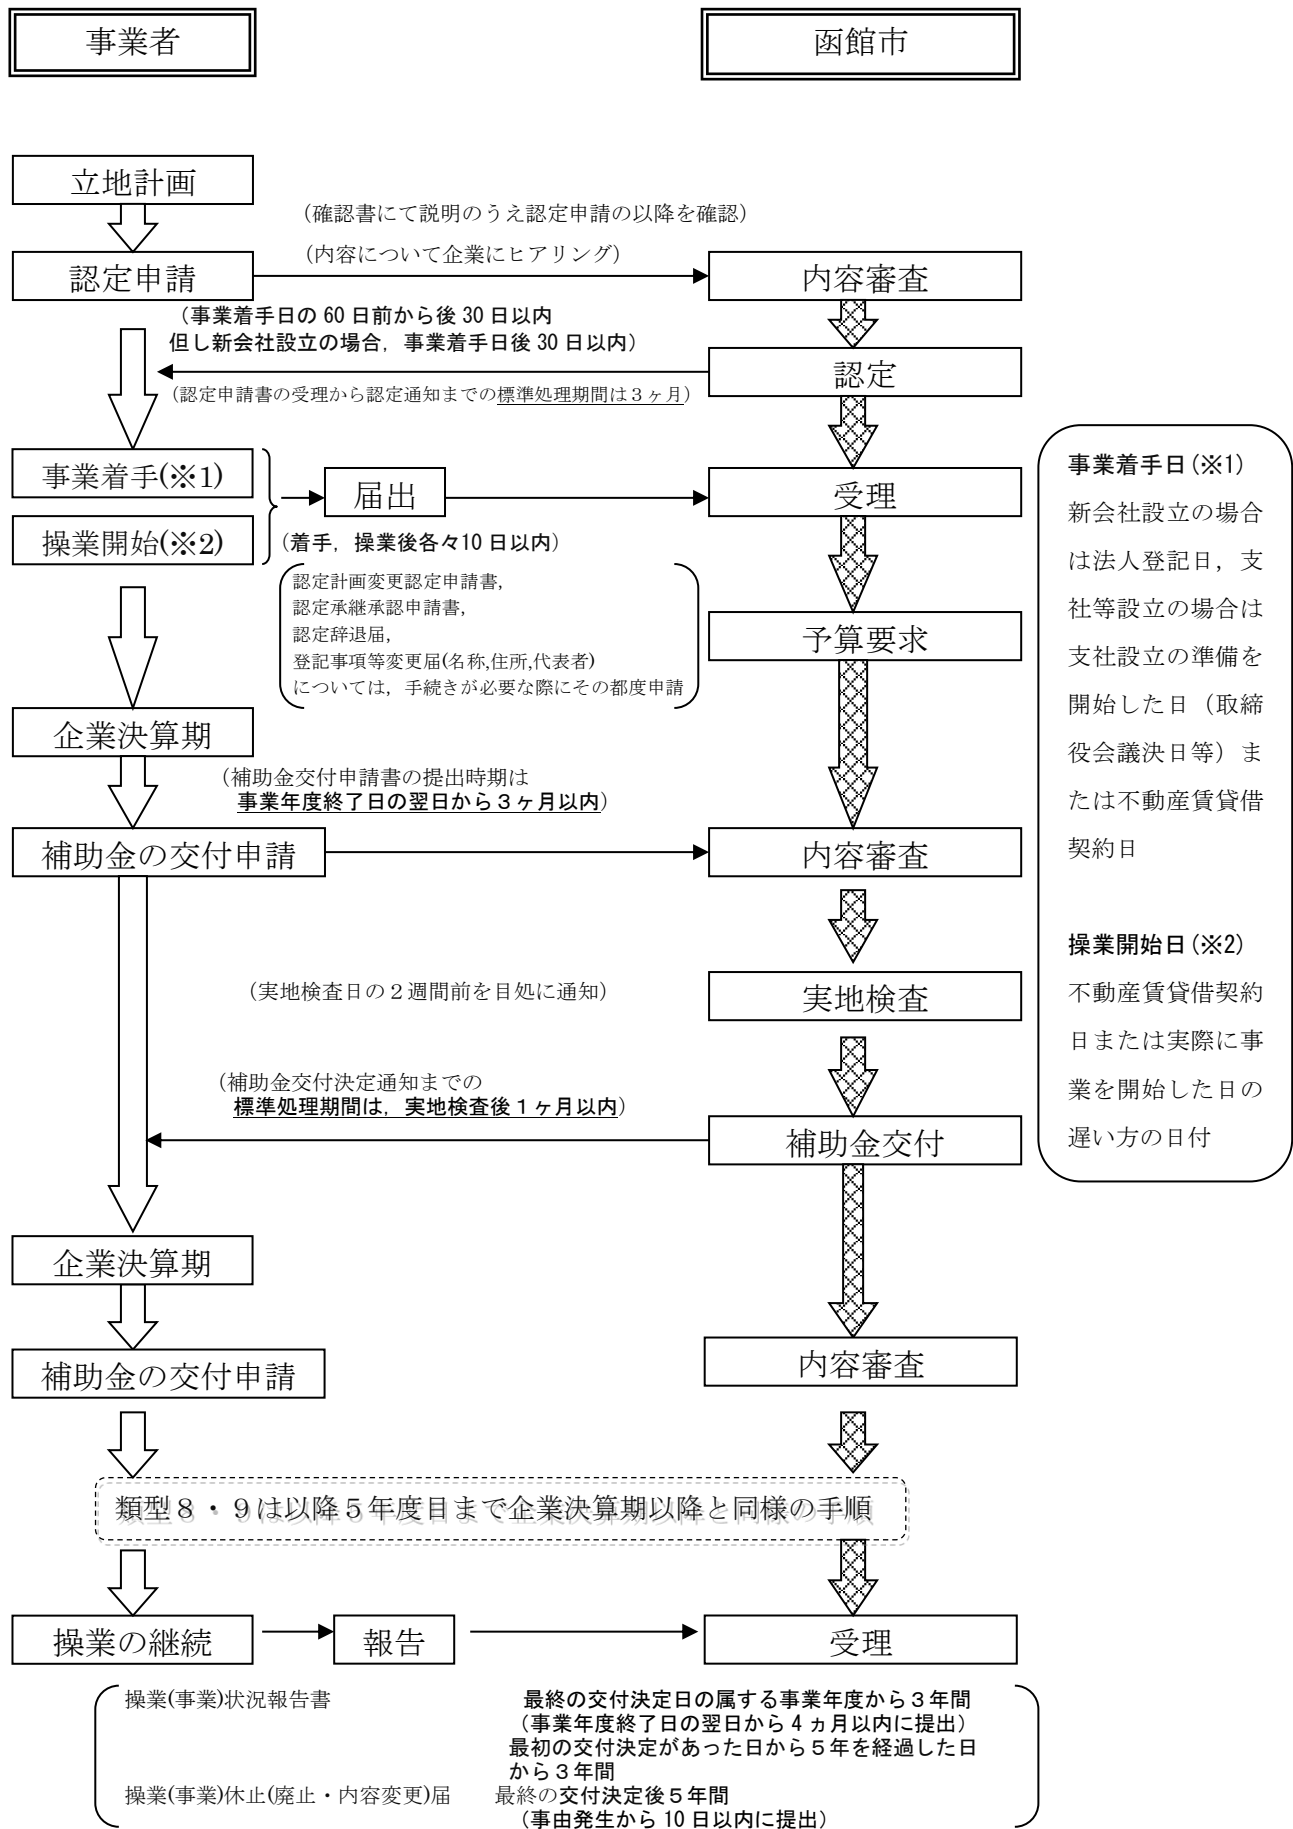 事業者
函館市
立地計画
(確認書にて説明のうえ認定申請の以降を確認)
(内容について企業にヒアリング)
認定申請
内容審査
(事業着手日の60日前から後30日以内
但し新会社設立の場合，事業着手日後30日以内)
認定
(認定申請書の受理から認定通知までの標準処理期間は３ヶ月)
事業着手(※1)
届出
受理
操業開始(※2)
(着手，操業後各々10日以内)
認定計画変更認定申請書,
認定承継承認申請書,
認定辞退届,
登記事項等変更届(名称,住所,代表者)
については，手続きが必要な際にその都度申請
予算要求
企業決算期
(補助金交付申請書の提出時期は
事業年度終了日の翌日から３ヶ月以内)
補助金の交付申請
内容審査
(実地検査日の２週間前を目処に通知)
実地検査
(補助金交付決定通知までの
標準処理期間は，実地検査後１ヶ月以内)
補助金交付
企業決算期
補助金の交付申請
内容審査
類型８・９は以降５年度目まで企業決算期以降と同様の手順
操業の継続
報告
受理
操業(事業)状況報告書　最終の交付決定日の属する事業年度から３年間
(事業年度終了日の翌日から4ヵ月以内に提出)
最初の交付決定があった日から５年を経過した日
から３年間
操業(事業)休止(廃止・内容変更)届　最終の交付決定後５年間
(事由発生から10日以内に提出)
事業着手日(※1)
新会社設立の場合
は法人登記日，支
社等設立の場合は
支社設立の準備を
開始した日（取締
役会議決日等）ま
たは不動産賃貸借
契約日
操業開始日(※2)
不動産賃貸借契約
日または実際に事
業を開始した日の
遅い方の日付